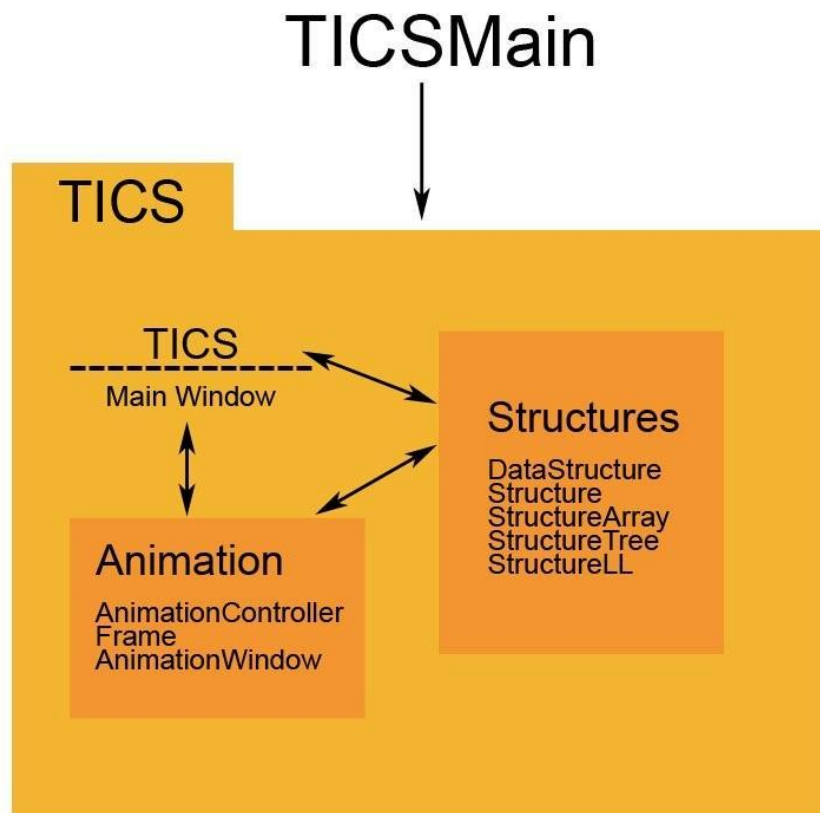 TICSMain
TICS
TICS
Main Window
Structures
DataStructure
Structure
StructureArray
StructureTree
StructureLL
Animation
AnimationController
Frame
AnimationWindow